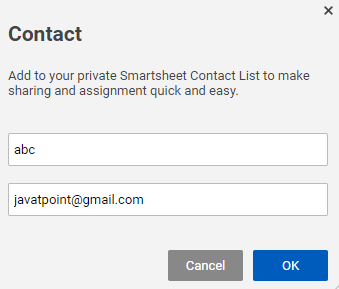 Contact
Add to your private Smartsheet Contact List to make
sharing and assignment quick and easy.
abc
javatpoint@gmail.com
Cancel OK